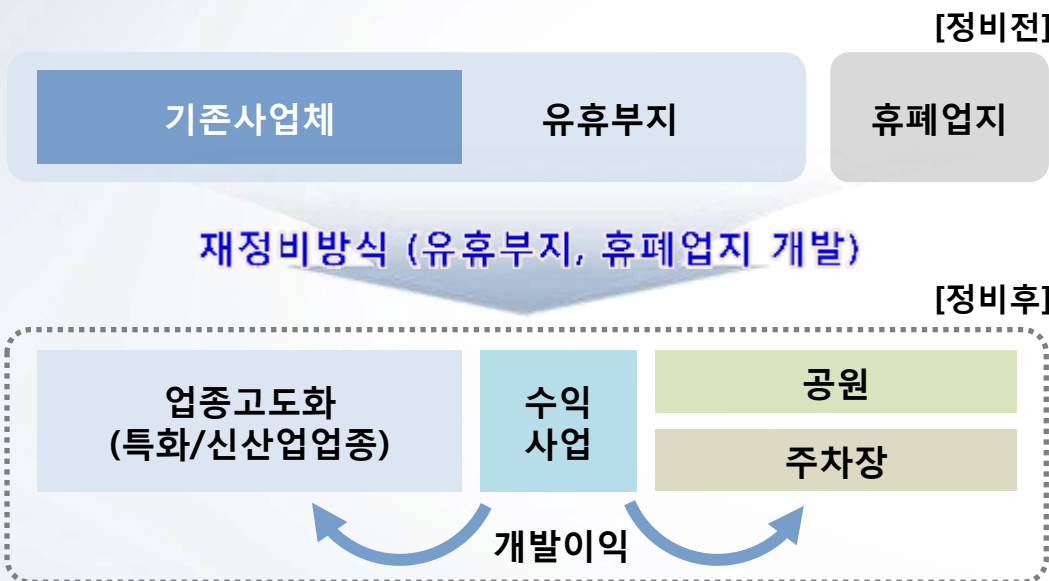 [정비전]
기존사업체
유휴부지
휴폐업지
재정비방식 (유휴부지, 휴폐업지 개발)
[정비후]
업종고도화
(특화/신산업업종)
수익
사업
공원
주차장
개발이익